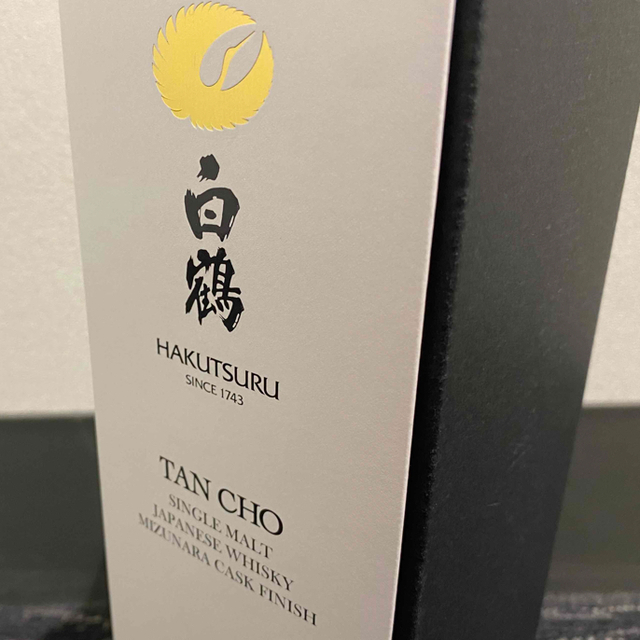 白鶴
HAKUTSURU
SINCE 1743
TAN CHO
SINGLE MALT
JAPANESE WHISKY
MIZUNARA CASK FINISH